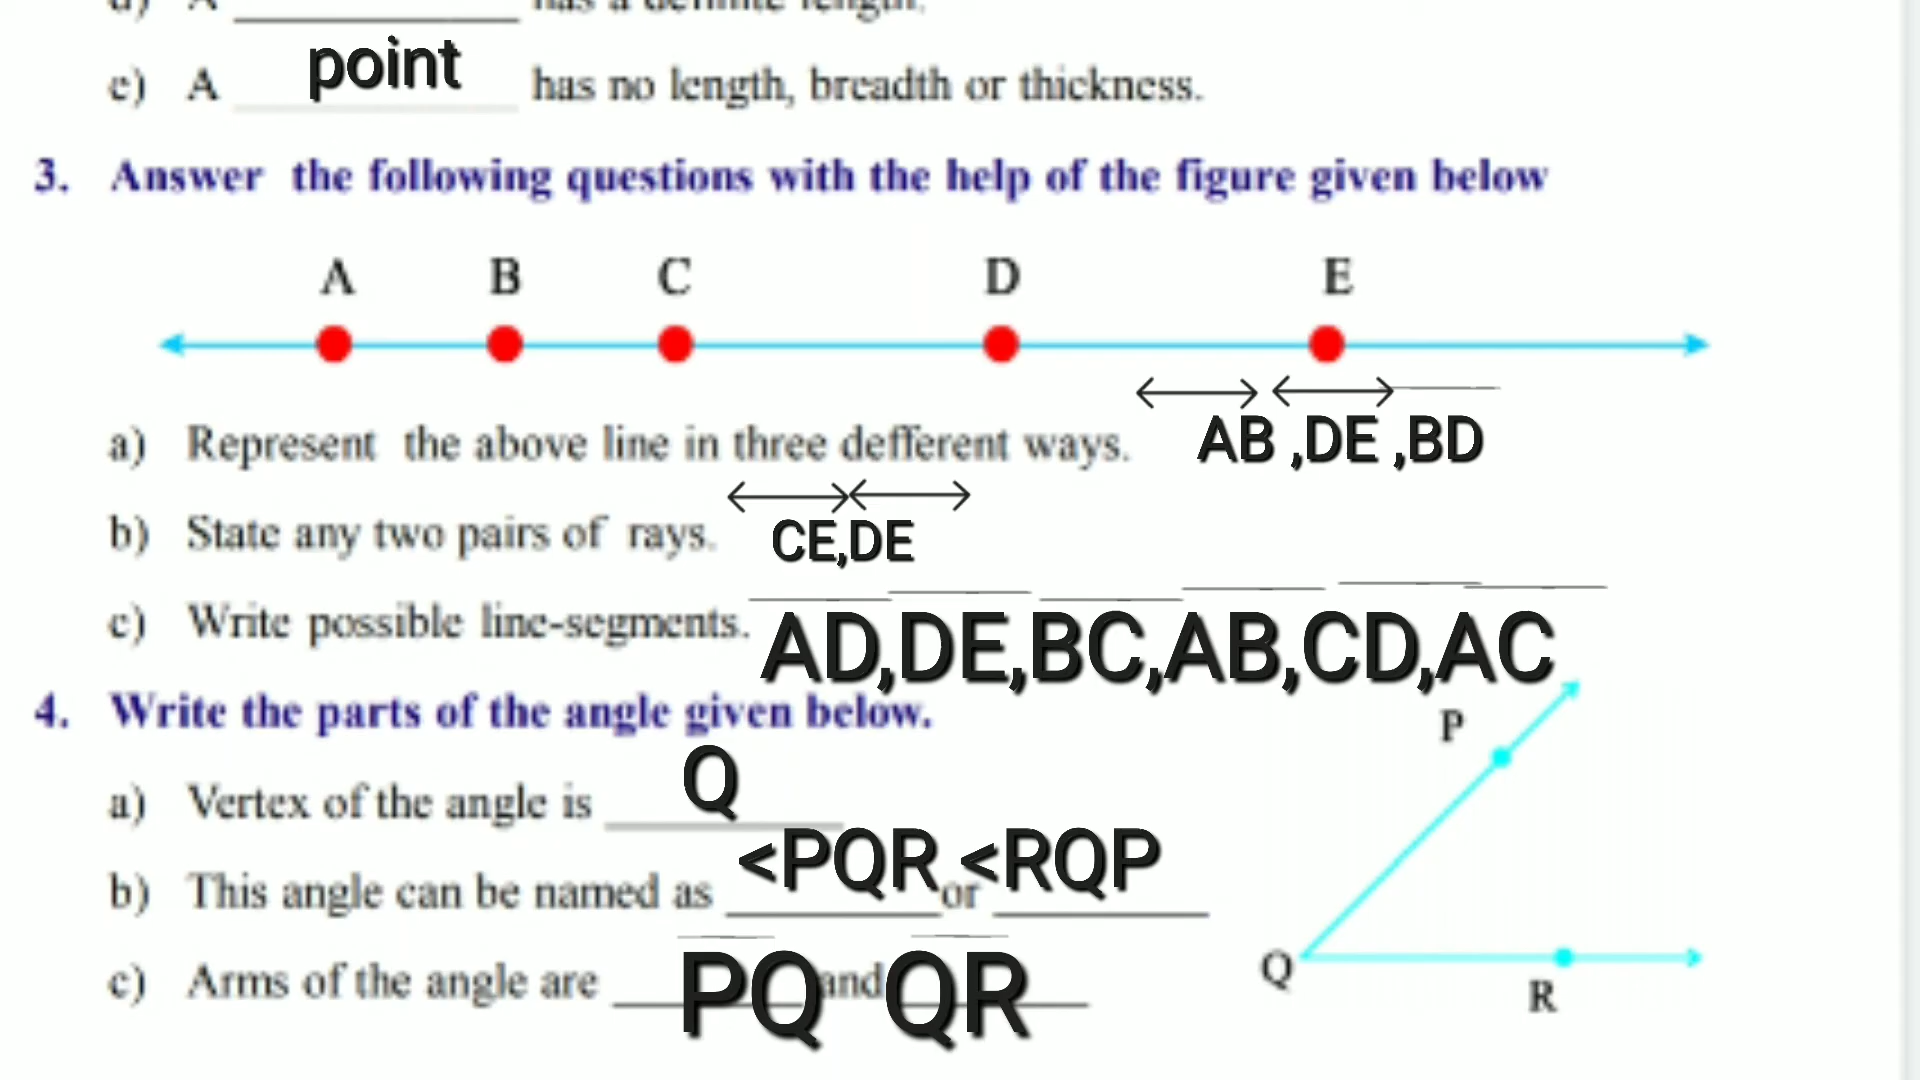 d) A ________ has a definite length.
e) A point has no length, breadth or thickness.
3. Answer the following questions with the help of the figure given below
A B C D E
a) Represent the above line in three defferent ways. AB ,DE ,BD
b) State any two pairs of rays. CE,DE
c) Write possible line-segments. AD,DE,BC,AB,CD,AC
4. Write the parts of the angle given below.
P
a) Vertex of the angle is Q
b) This angle can be named as <PQR or <RQP
c) Arms of the angle are PQ and QR
Q R